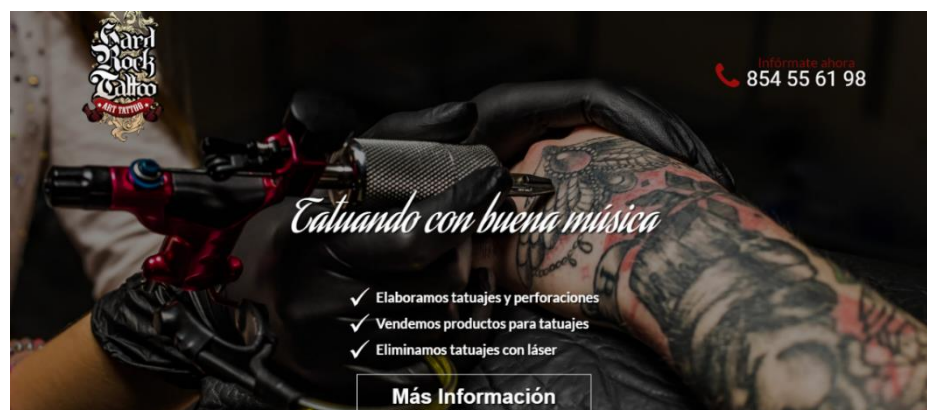 Hard
Rock
Tattoo
ART TATTOO
Infórmate ahora
854 55 61 98
Tatuando con buena música
Elaboramos tatuajes y perforaciones
Vendemos productos para tatuajes
Eliminamos tatuajes con láser
Más Información